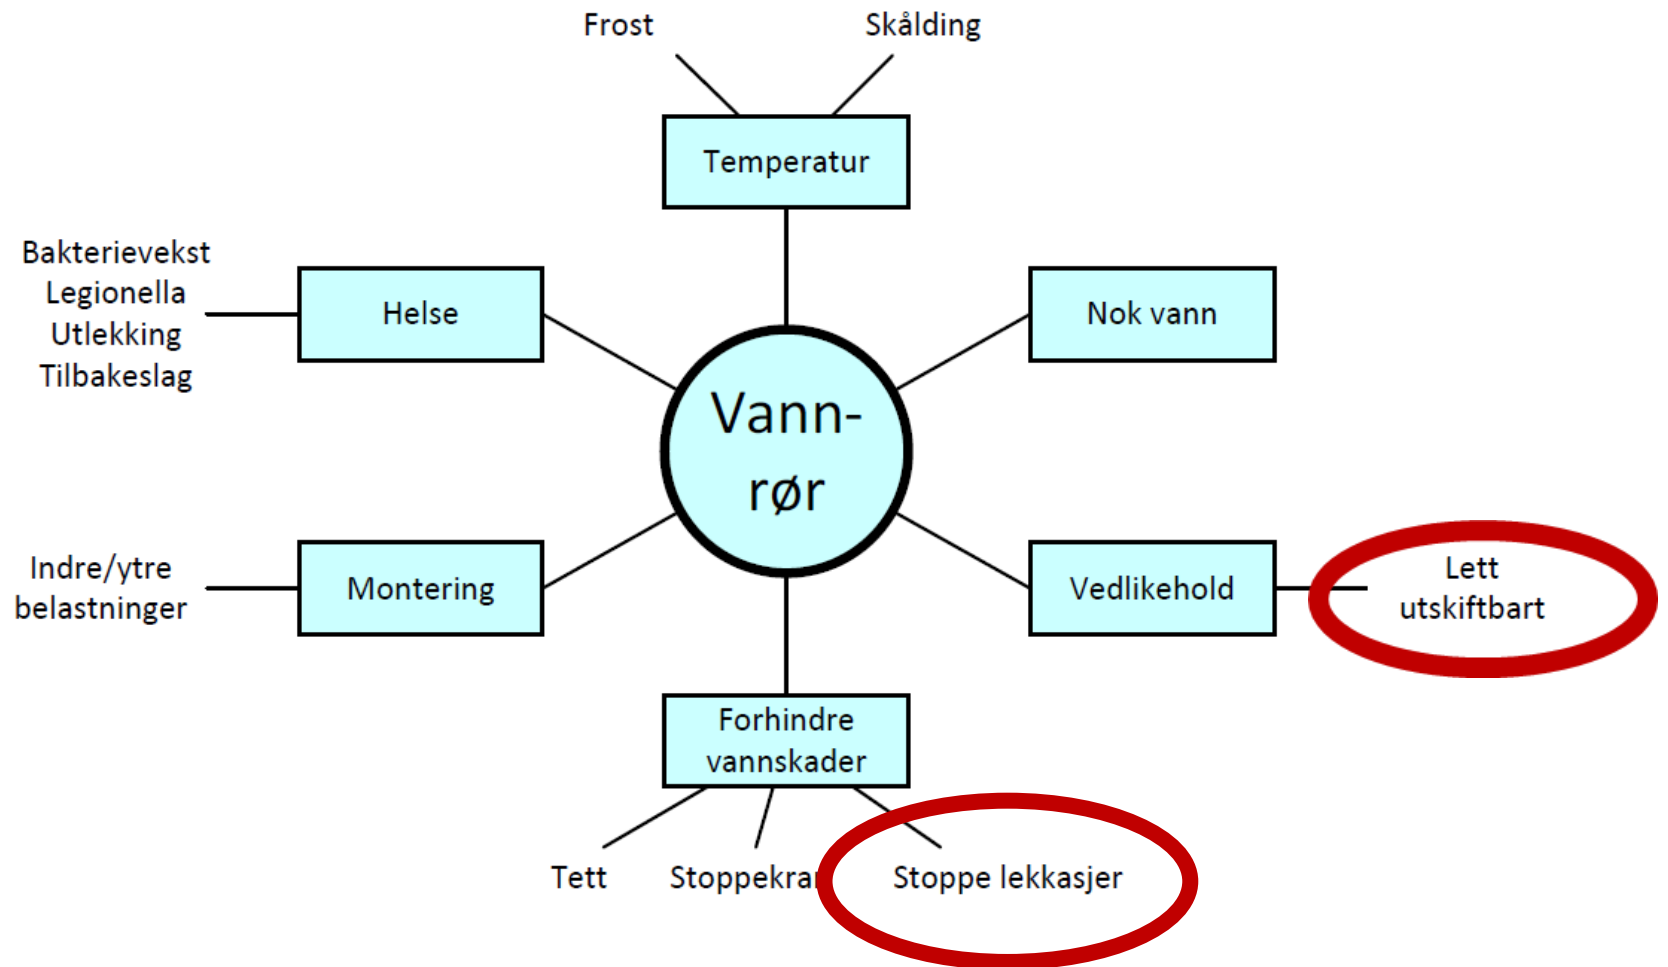 Frost
Skålding
Temperatur
Bakterievekst
Legionella
Utlekking
Tilbakeslag
Helse
Nok vann
Vann-
rør
Indre/ytre
belastninger
Montering
Vedlikehold
Lett
utskiftbart
Forhindre
vannskader
Tett
Stoppekran
Stoppe lekkasjer